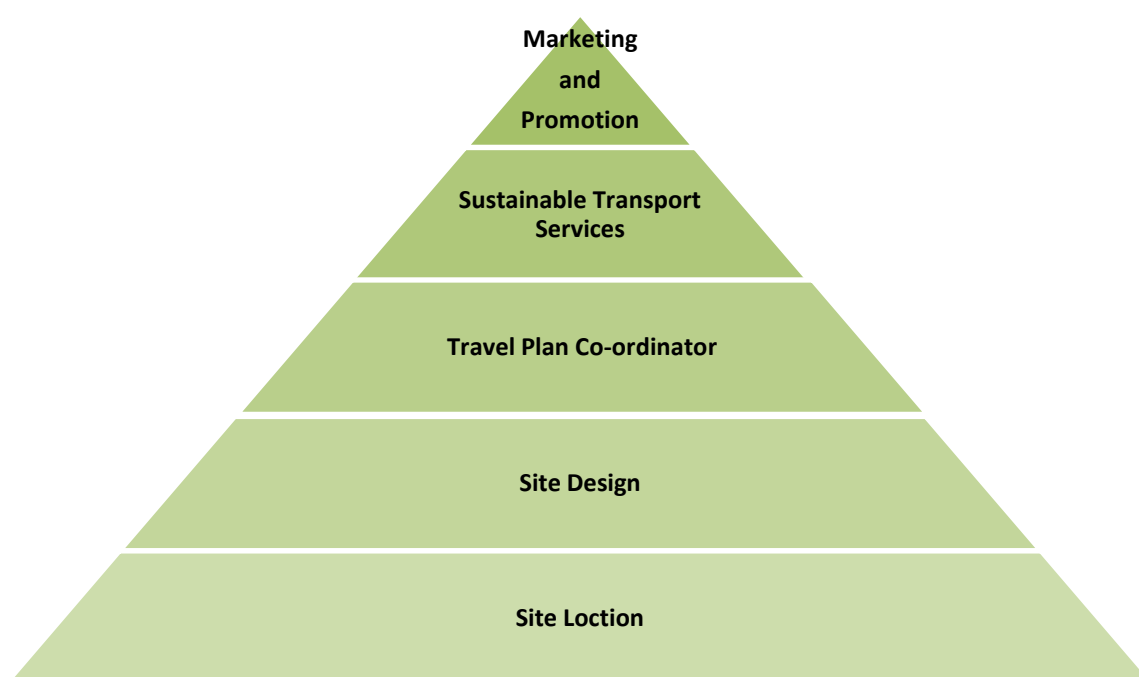 Marketing
and
Promotion
Sustainable Transport
Services
Travel Plan Co-ordinator
Site Design
Site Loction